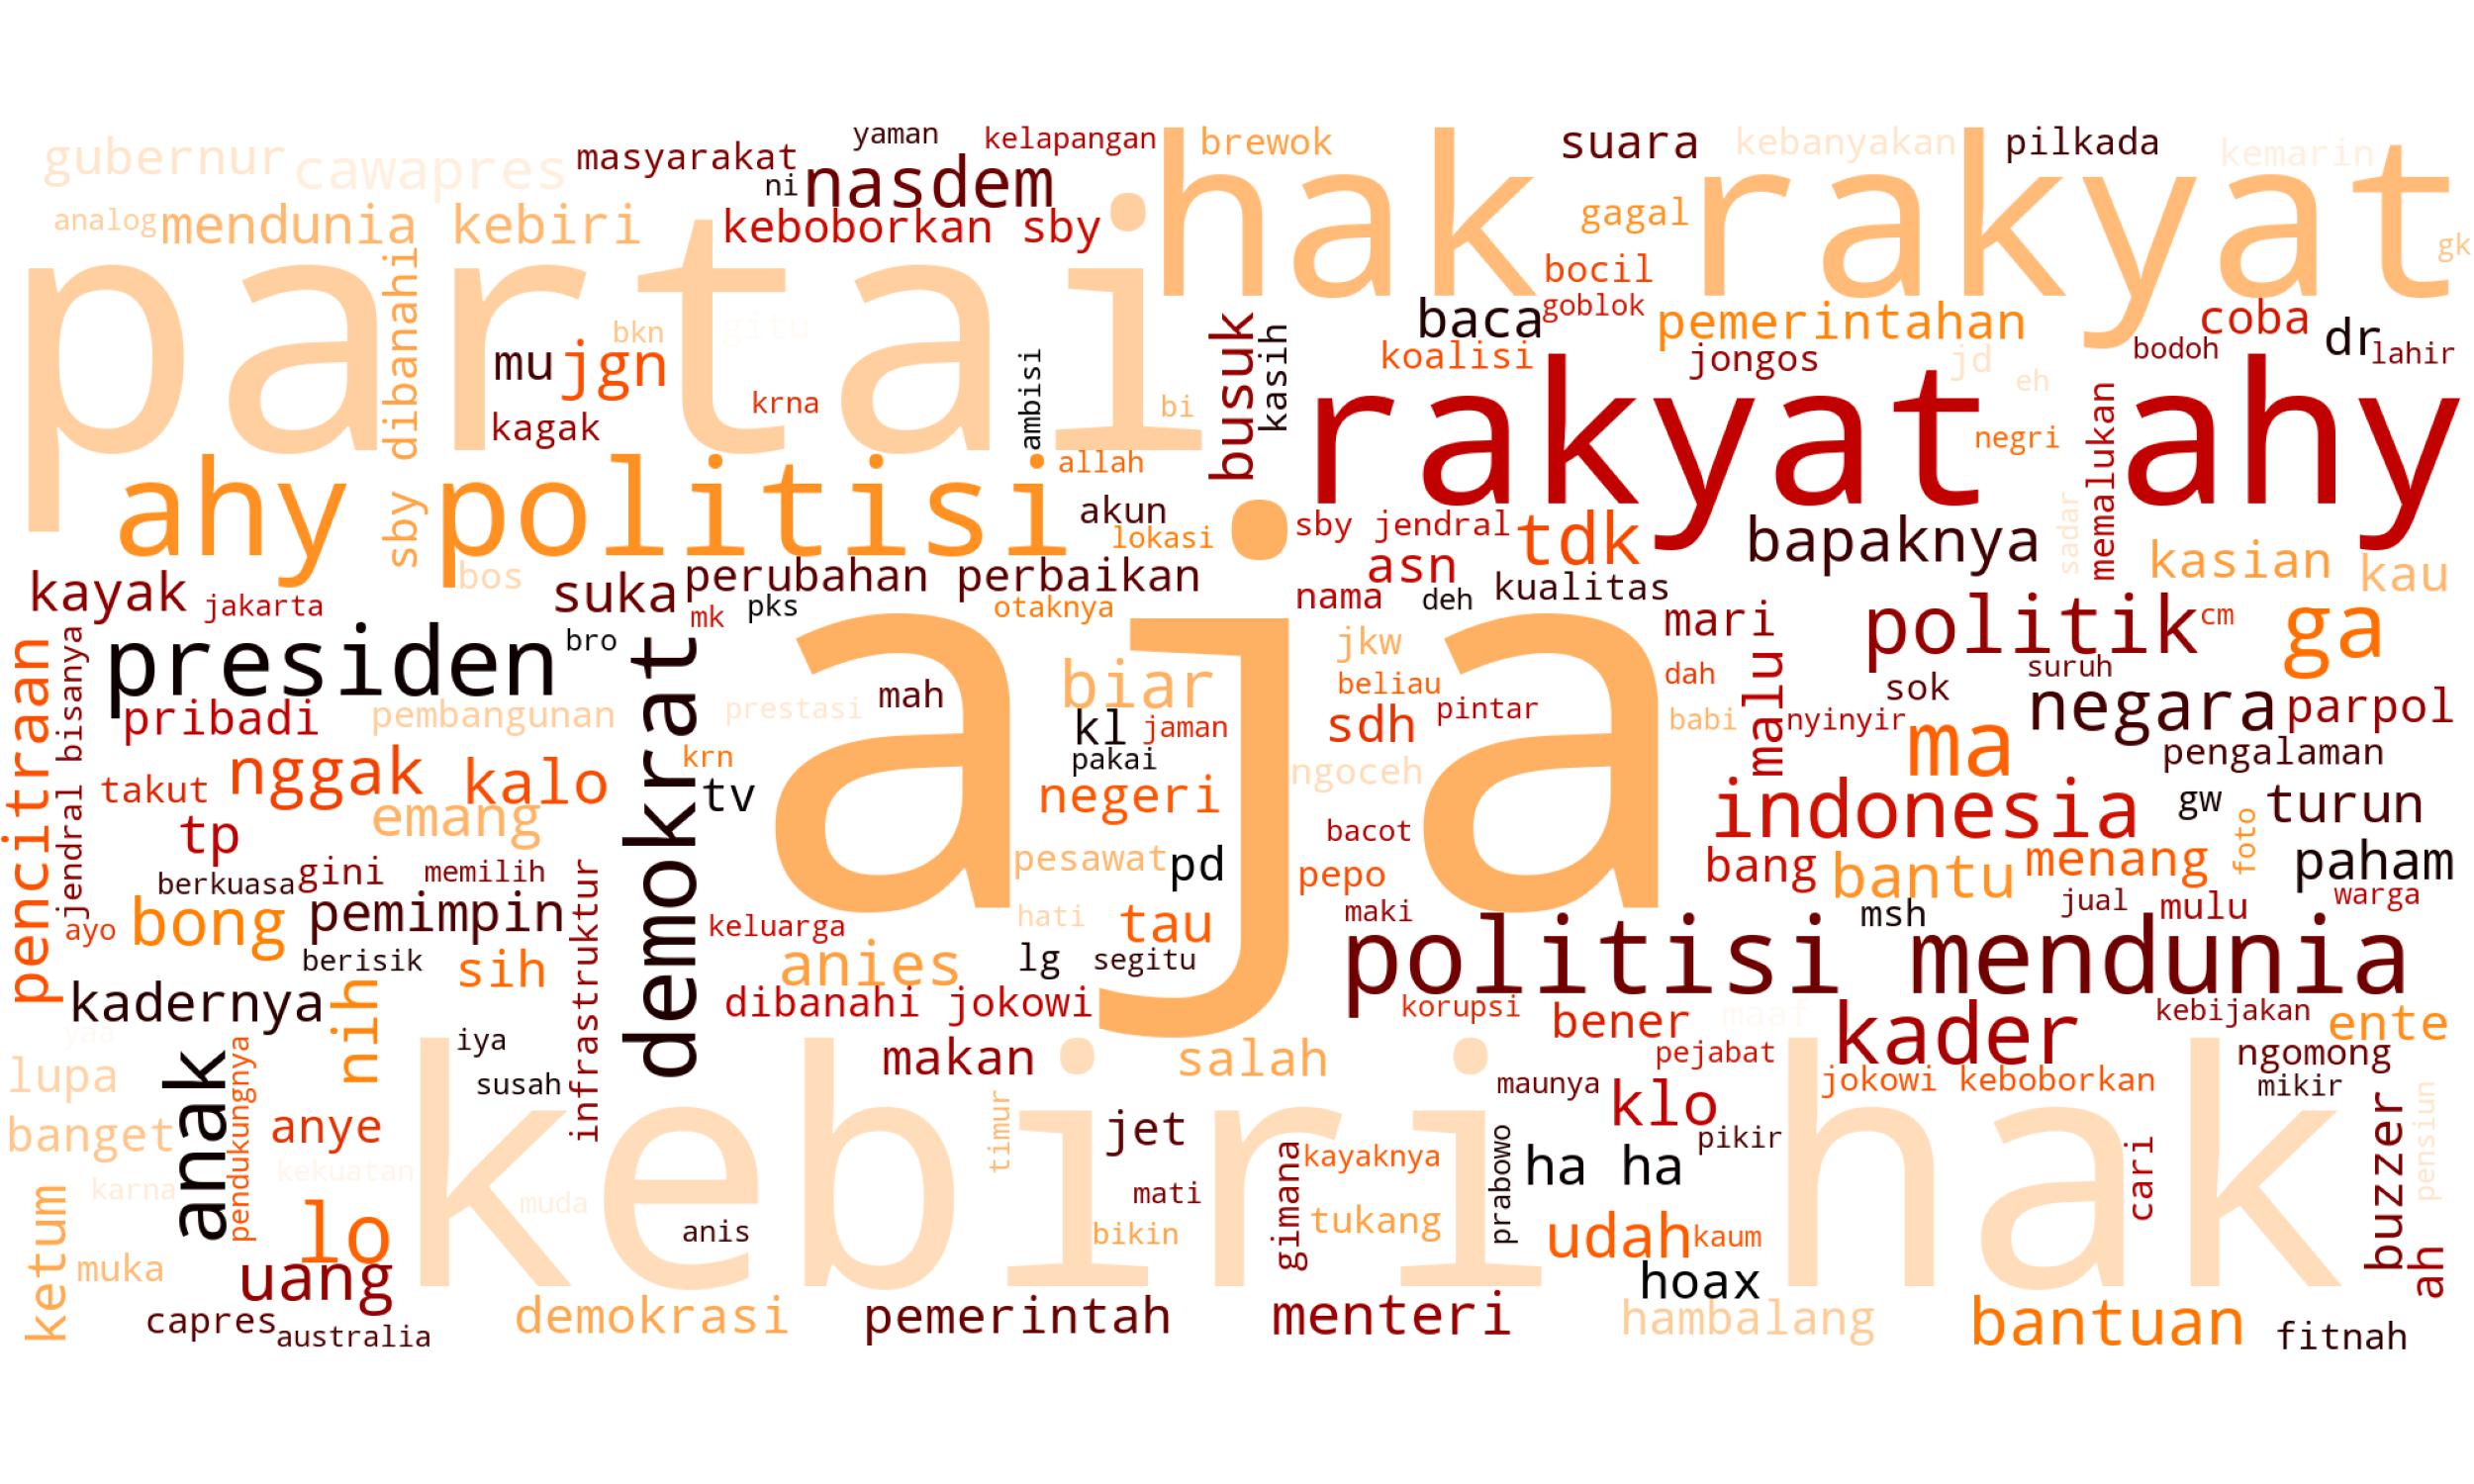 gubernur
cawapres
masyarakat
yaman
kelapangan
ni
nasdem
brewok
suara
kebanyakan
pilkada
kemarin
hak rakyat
analog
mendunia kebiri
keboborkan sby
gagal
gk
partai
sby dibanahi
bocil
goblok
baca
pemerintahan
coba
dr
lahir
bkn
mu
jgn
krna
kagak
ambisi
bi
busuk
kasih
koalisi
jongos
jd
eh
bodoh
rakyat ahy
negri
memalukan
ahy politisi
allah
akun
lokasi
sby jendral
tdk
bapaknya
sadar
kasian
kau
asn
bos
kayak
jakarta
suka
perubahan perbaikan
mk
pks
otaknya
nama
deh
kualitas
mari
politik
cm
ga
presiden
bro
demokrat
aja
jkw
beliau
dah
malu
sok
suruh
pencitraan
jendral bisanya
pribadi
pembangunan
prestasi
mah
biar
kl
jaman
sdh
pintar
babi
nyinyir
ma
negara
parpol
pengalaman
takut
nggak
kalo
krn
tv
pakai
negeri
ngoceh
indonesia
gw
turun
tp
emang
bacot
foto
berkuasa
gini
memilih
infrastruktur
pesawat
pd
pepo
bang
bantu
menang
paham
ayo
bong
pemimpin
keluarga
hati
tau
maki
msh
jual
mulu
warga
berisik
sih
anies
lg
segitu
politisi mendunia
kadernya
nih
dibanahi jokowi
korupsi
bener
maaf
kader
kebijakan
ente
yaa
iya
makan
salah
pejabat
ngomong
lupa
anak
pendukungnya
susah
kebiri hak
maunya
klo
jokowi keboborkan
mikir
banget
anye
timur
jet
prabowo
ha ha
pikir
cari
buzzer
pensiun
karna
kekuatan
muda
mati
gimana
kayaknya
ketum
muka
lo
anis
bikin
tukang
udah
kaum
ah
uang
hoax
capres
australia
demokrasi
pemerintah
menteri
hambalang
bantuan
fitnah